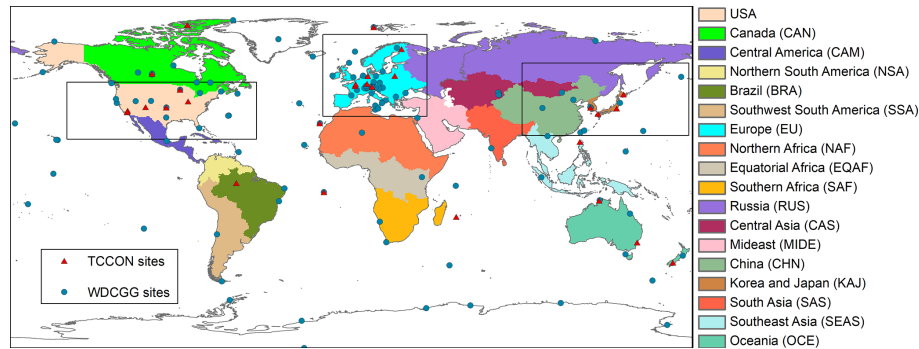 USA
Canada (CAN)
Central America (CAM)
Northern South America (NSA)
Brazil (BRA)
Southwest South America (SSA)
Europe (EU)
Northern Africa (NAF)
Equatorial Africa (EQAF)
Southern Africa (SAF)
Russia (RUS)
Central Asia (CAS)
Mideast (MIDE)
China (CHN)
Korea and Japan (KAJ)
South Asia (SAS)
Southeast Asia (SEAS)
Oceania (OCE)
TCCON sites
WDCGG sites